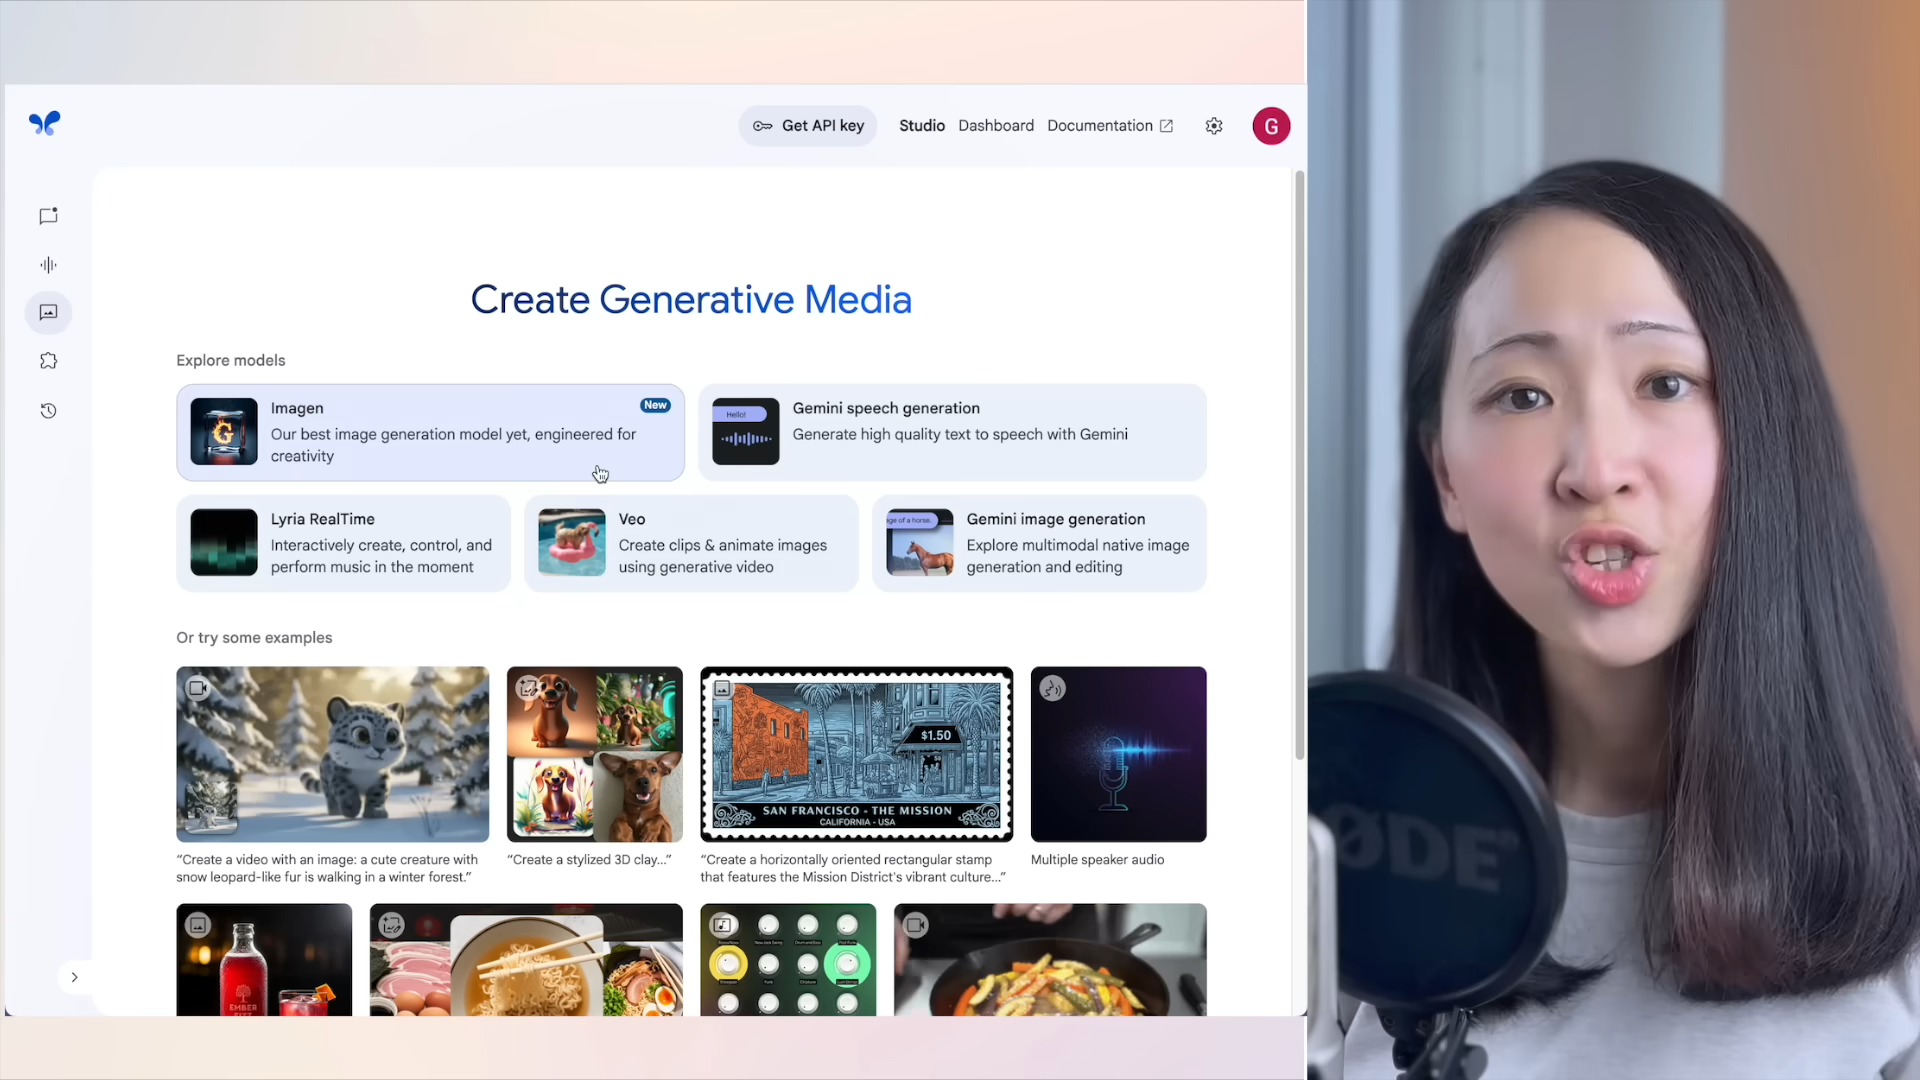 Get API key
Studio
Dashboard
Documentation
G
Create Generative Media
Explore models
Imagen
New
Our best image generation model yet, engineered for
creativity
Hello!
Gemini speech generation
Generate high quality text to speech with Gemini
Lyria RealTime
Interactively create, control, and
perform music in the moment
Veo
Create clips & animate images
using generative video
ge of a horse.
Gemini image generation
Explore multimodal native image
generation and editing
Or try some examples
$1.50
SAN FRANCISCO - THE MISSION
CALIFORNIA - USA
“Create a video with an image: a cute creature with
snow leopard-like fur is walking in a winter forest.”
“Create a stylized 3D clay...”
“Create a horizontally oriented rectangular stamp
that features the Mission District's vibrant culture...”
Multiple speaker audio
EMBER
RØDE